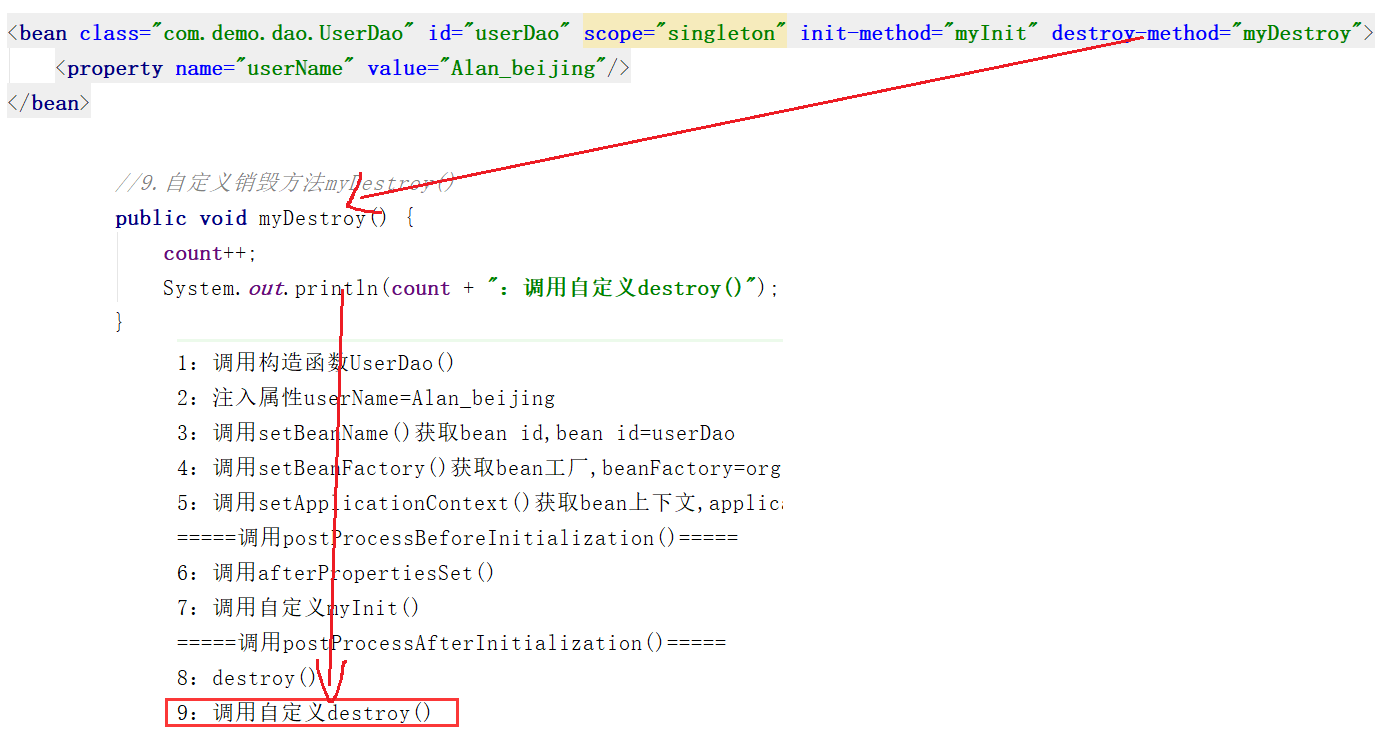 <bean class="com.demo.dao.UserDao" id="userDao" scope="singleton" init-method="myInit" destroy-method="myDestroy">
<property name="userName" value="Alan_beijing"/>
</bean>
//9.自定义销毁方法myDestroy()
public void myDestroy() {
count++;
System.out.println(count + "：调用自定义destroy()");
}
1：调用构造函数UserDao()
2：注入属性userName=Alan_beijing
3：调用setBeanName()获取bean id,bean id=userDao
4：调用setBeanFactory()获取bean工厂,beanFactory=org
5：调用setApplicationContext()获取bean上下文,applica
=====调用postProcessBeforeInitialization()=====
6：调用afterPropertiesSet()
7：调用自定义myInit()
=====调用postProcessAfterInitialization()=====
8：destroy()
9：调用自定义destroy()